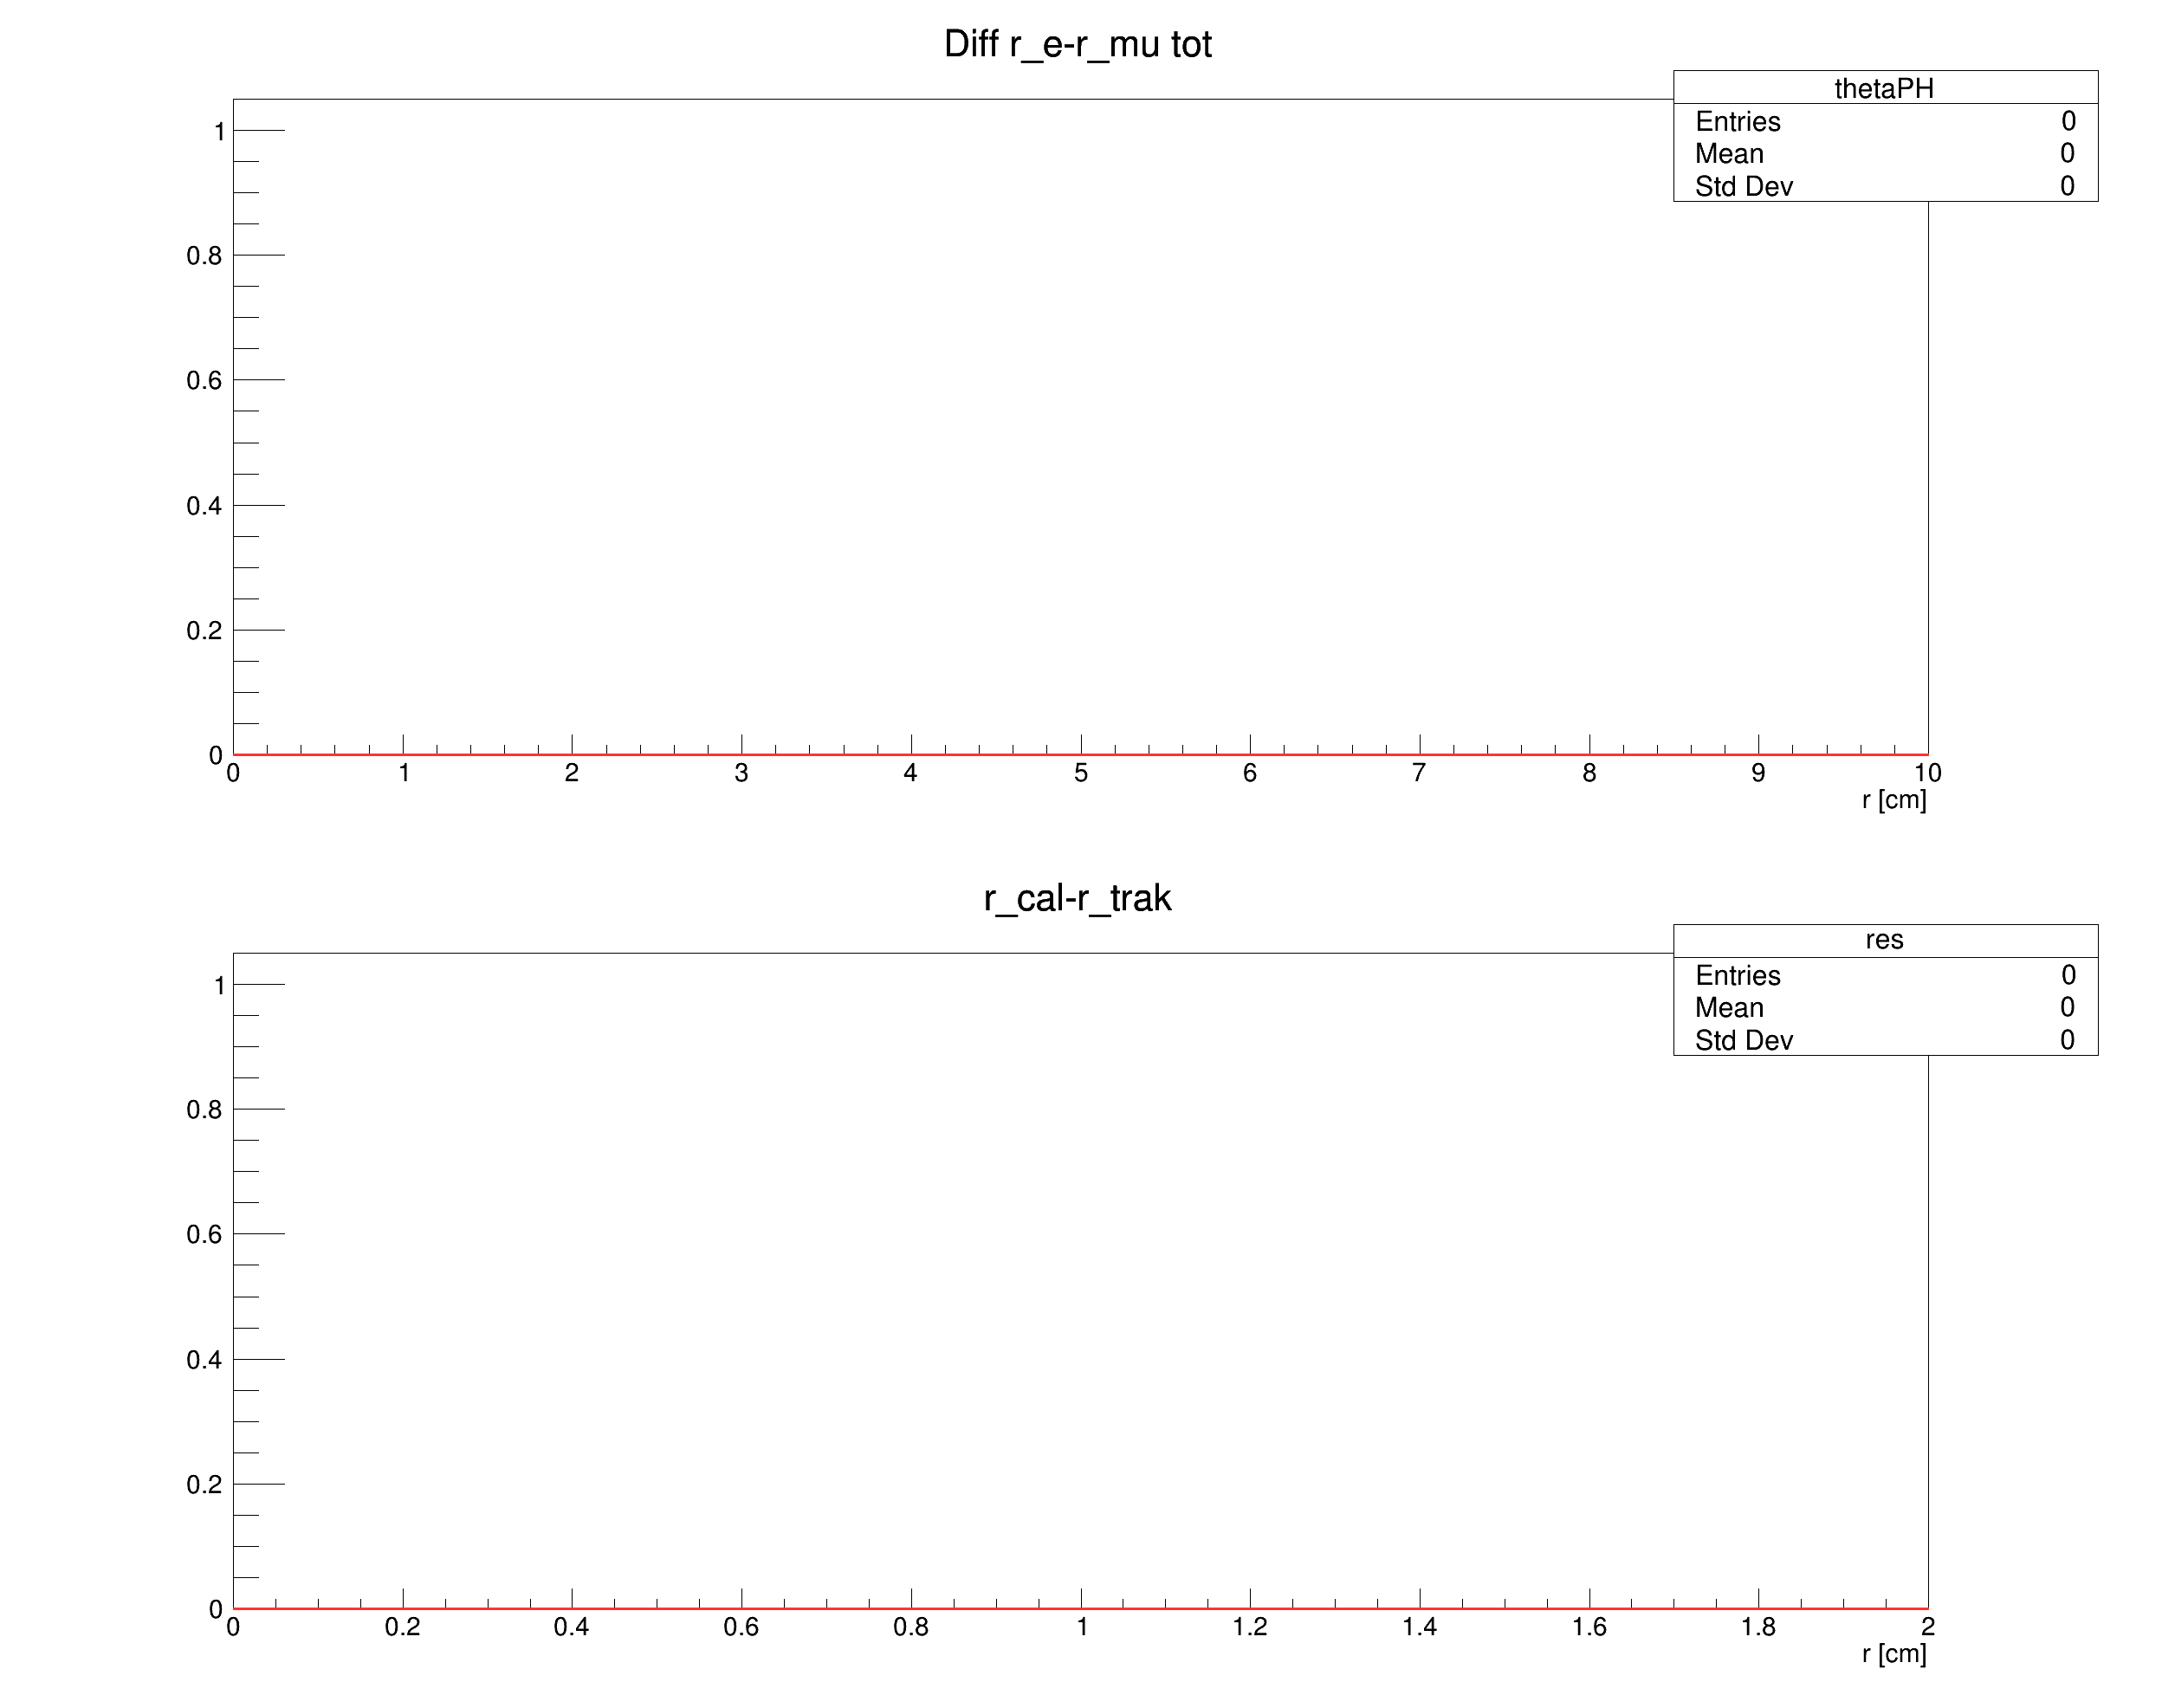 Diff r_e-r_mu tot
thetaPH
Entries 0
Mean 0
Std Dev 0
1
0.8
0.6
0.4
0.2
0
0 1 2 3 4 5 6 7 8 9 10
r [cm]
r_cal-r_trak
res
Entries 0
Mean 0
Std Dev 0
1
0.8
0.6
0.4
0.2
0
0 0.2 0.4 0.6 0.8 1 1.2 1.4 1.6 1.8 2
r [cm]